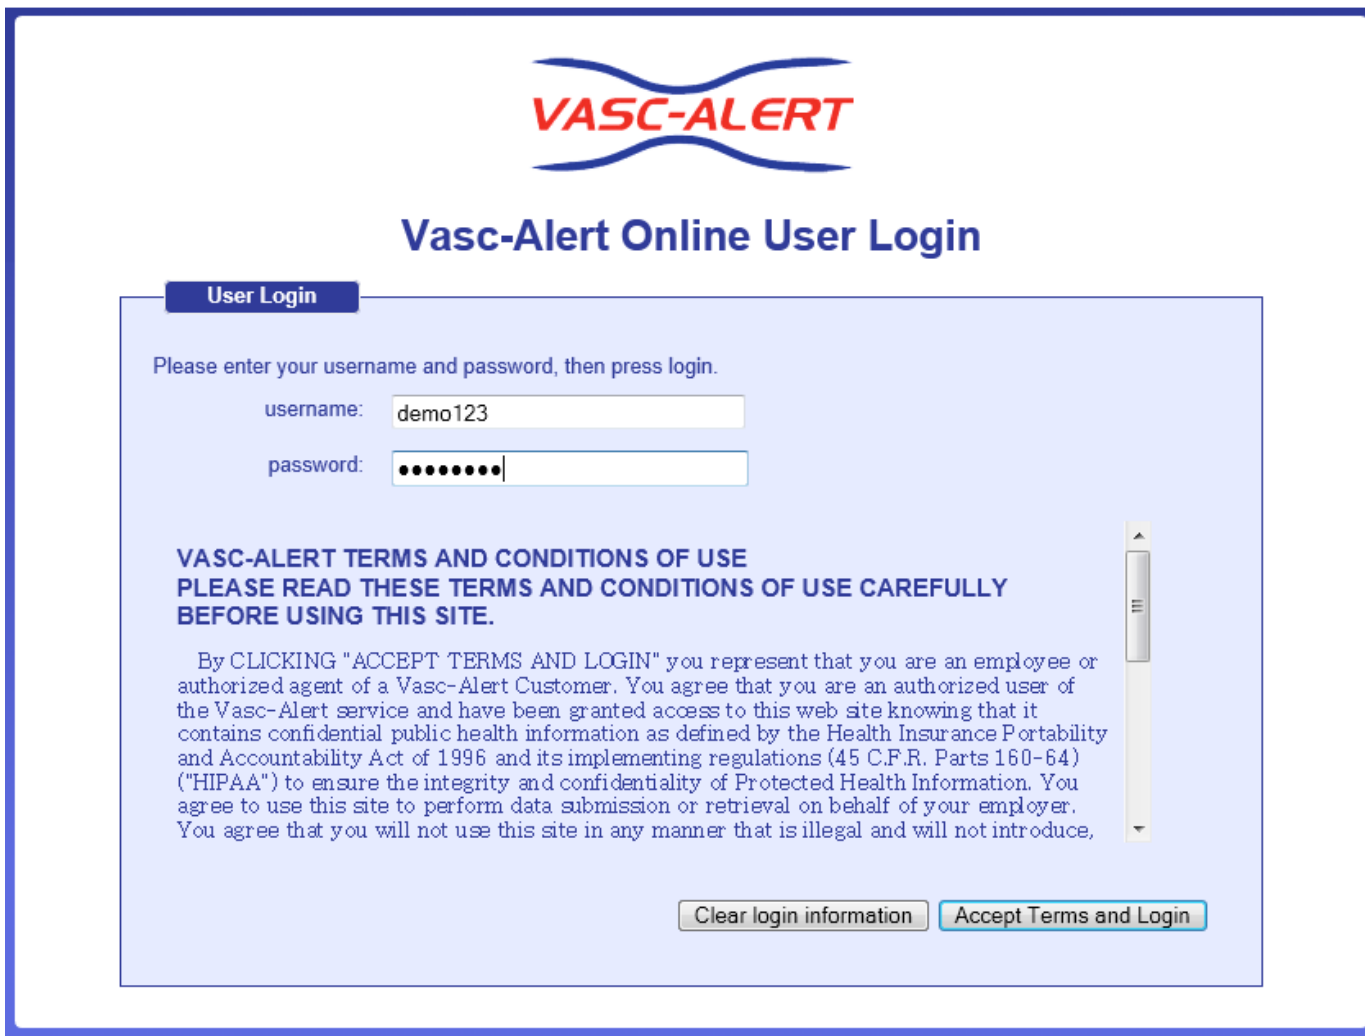 VASC-ALERT
Vasc-Alert Online User Login
User Login
Please enter your username and password, then press login.
username: demo123
password: ••••••••
VASC-ALERT TERMS AND CONDITIONS OF USE
PLEASE READ THESE TERMS AND CONDITIONS OF USE CAREFULLY
BEFORE USING THIS SITE.
By CLICKING "ACCEPT TERMS AND LOGIN" you represent that you are an employee or
authorized agent of a Vasc-Alert Customer. You agree that you are an authorized user of
the Vasc-Alert service and have been granted access to this web site knowing that it
contains confidential public health information as defined by the Health Insurance Portability
and Accountability Act of 1996 and its implementing regulations (45 C.F.R. Parts 160-64)
("HIPAA") to ensure the integrity and confidentiality of Protected Health Information. You
agree to use this site to perform data submission or retrieval on behalf of your employer.
You agree that you will not use this site in any manner that is illegal and will not introduce,
Clear login information Accept Terms and Login